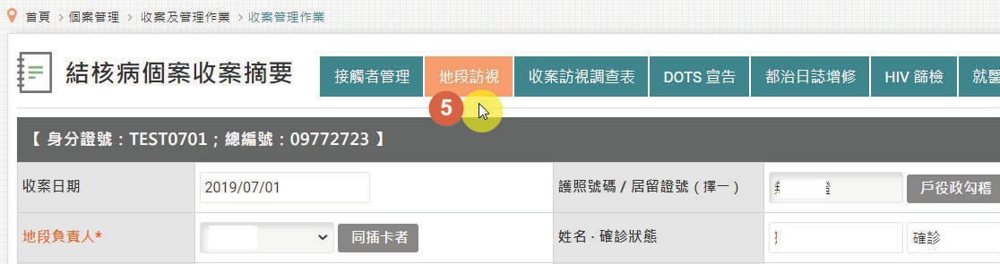 首頁 > 個案管理 > 收案及管理作業 > 收案管理作業
結核病個案收案摘要 接觸者管理 地段訪視 收案訪視調查表 DOTS 宣告 都治日誌增修 HIV 篩檢 就醫
5
【 身分證號：TEST0701；總編號：09772723 】
收案日期 2019/07/01 護照號碼 / 居留證號（擇一） 戶役政勾稽
地段負責人* 同插卡者 姓名 · 確診狀態 確診